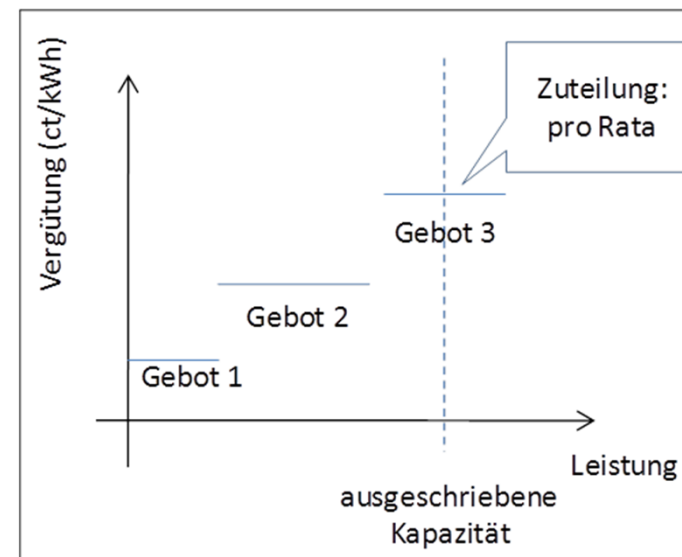 Vergütung (ct/kWh)
Zuteilung:
pro Rata
Gebot 3
Gebot 2
Gebot 1
Leistung
ausgeschriebene
Kapazität